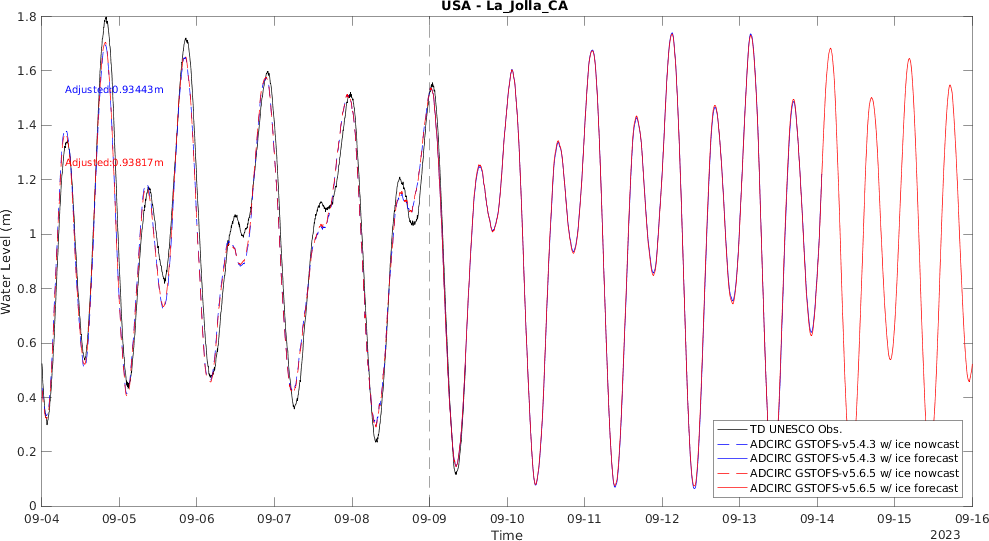 USA - La_Jolla_CA
1.8
1.6
1.4
1.2
1
0.8
0.6
0.4
0.2
0
Water Level (m)
Adjusted:0.93443m
Adjusted:0.93817m
TD UNESCO Obs.
ADCIRC GSTOFS-v5.4.3 w/ ice nowcast
ADCIRC GSTOFS-v5.4.3 w/ ice forecast
ADCIRC GSTOFS-v5.6.5 w/ ice nowcast
ADCIRC GSTOFS-v5.6.5 w/ ice forecast
09-04 09-05 09-06 09-07 09-08 09-09 09-10 09-11 09-12 09-13 09-14 09-15 09-16
Time
2023